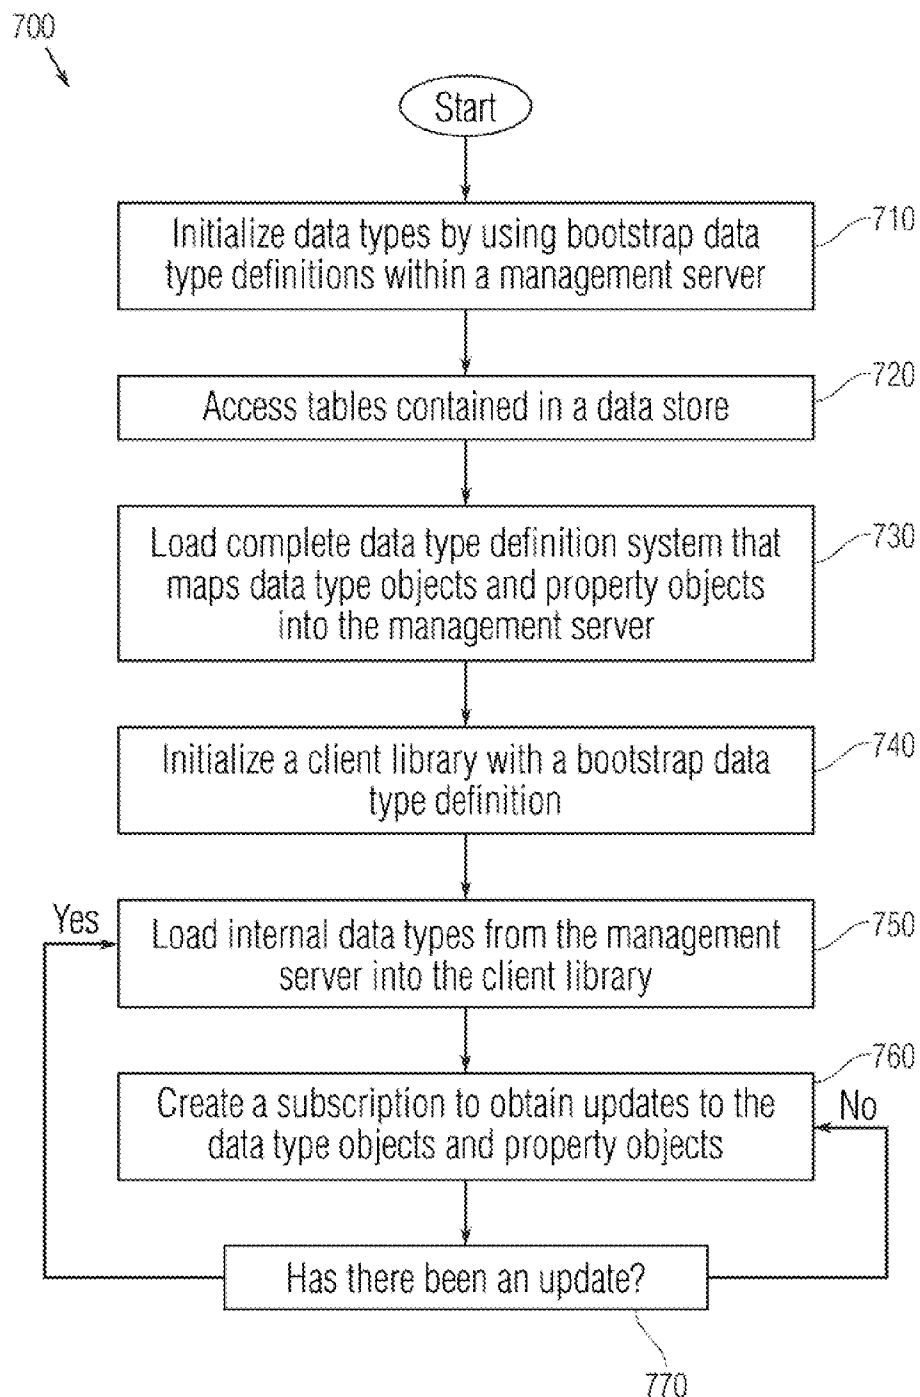 700
Start
710
Initialize data types by using bootstrap data
type definitions within a management server
720
Access tables contained in a data store
730
Load complete data type definition system that
maps data type objects and property objects
into the management server
740
Initialize a client library with a bootstrap data
type definition
Yes
750
Load internal data types from the management
server into the client library
760
Create a subscription to obtain updates to the
data type objects and property objects
No
Has there been an update?
770